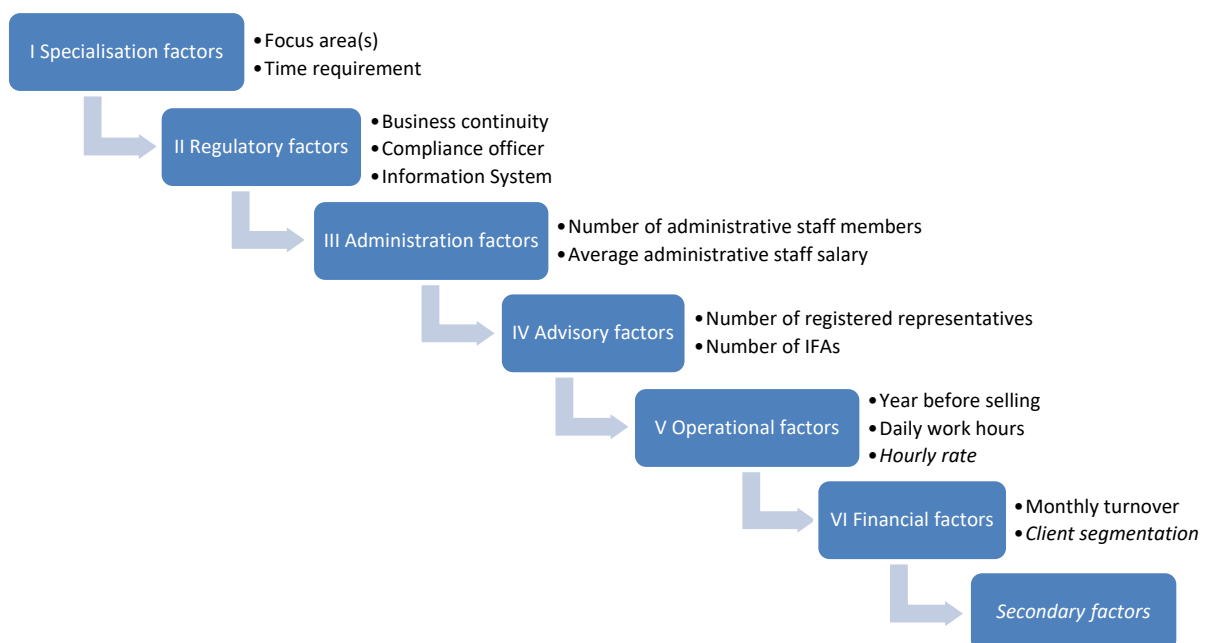 I Specialisation factors
•Focus area(s)
•Time requirement
II Regulatory factors
•Business continuity
•Compliance officer
•Information System
III Administration factors
•Number of administrative staff members
•Average administrative staff salary
IV Advisory factors
•Number of registered representatives
•Number of IFAs
V Operational factors
•Year before selling
•Daily work hours
•Hourly rate
VI Financial factors
•Monthly turnover
•Client segmentation
Secondary factors